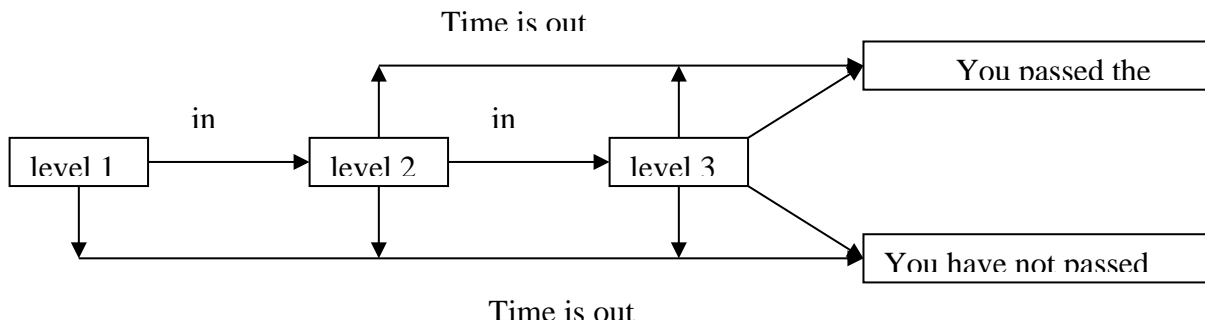 Time is out
You passed the
in
in
level 1
level 2
level 3
You have not passed
Time is out